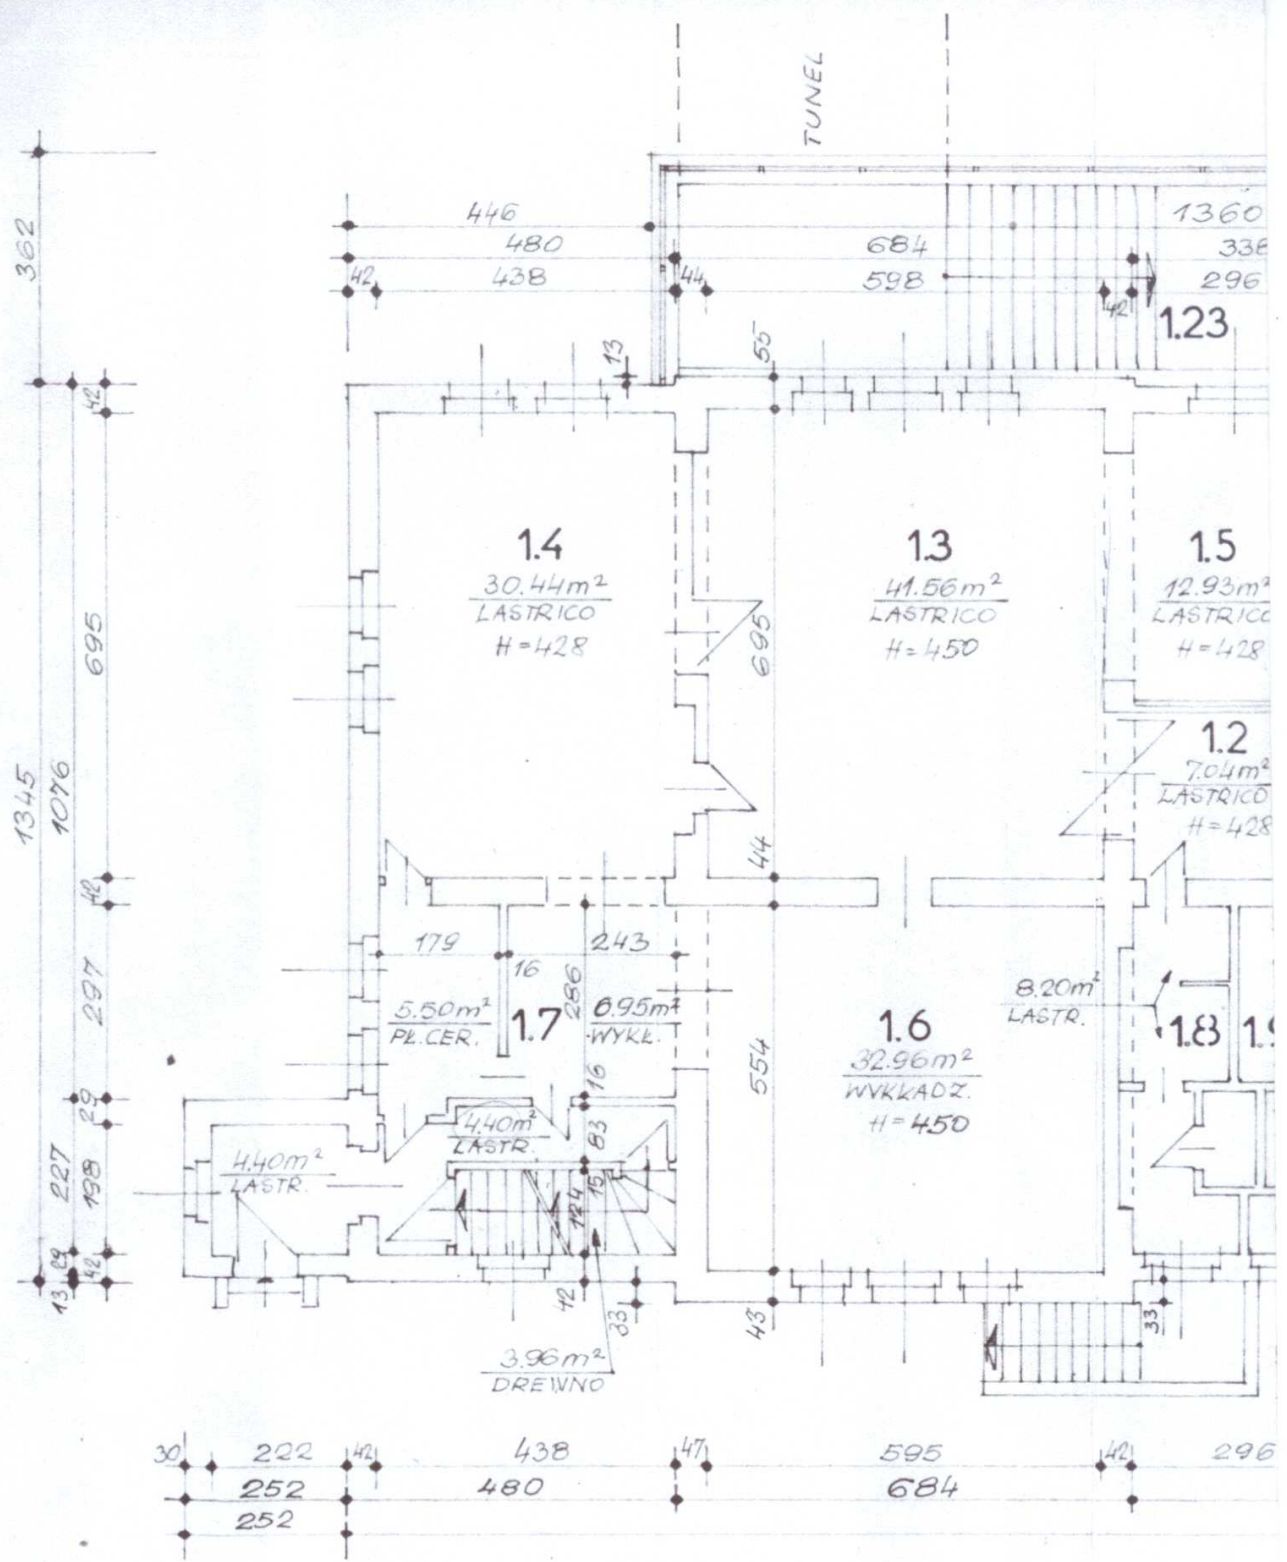 TUNEL
362
446
1360
480
684
338
42
438
44
598
42
296
1.23
13
55
42
1.4
30.44m²
LASTRICO
H=428
1.3
41.56m²
LASTRICO
H=450
1.5
12.93m²
LASTRICO
H=428
695
695
1.2
7.04m²
LASTRICO
H=428
1345
1076
44
42
179
16
243
286
297
5.50m²
PŁ.CER.
1.7
6.95m²
WYKŁ.
8.20m²
LASTR.
1.6
32.96m²
WYKŁADZ.
H=450
1.8
1.9
554
16
29
4.40m²
LASTR.
83
4.40m²
LASTR.
227
198
15
124
29
42
13
42
33
43
33
3.96m²
DREWNO
30
222
42
438
47
595
42
296
252
480
684
252